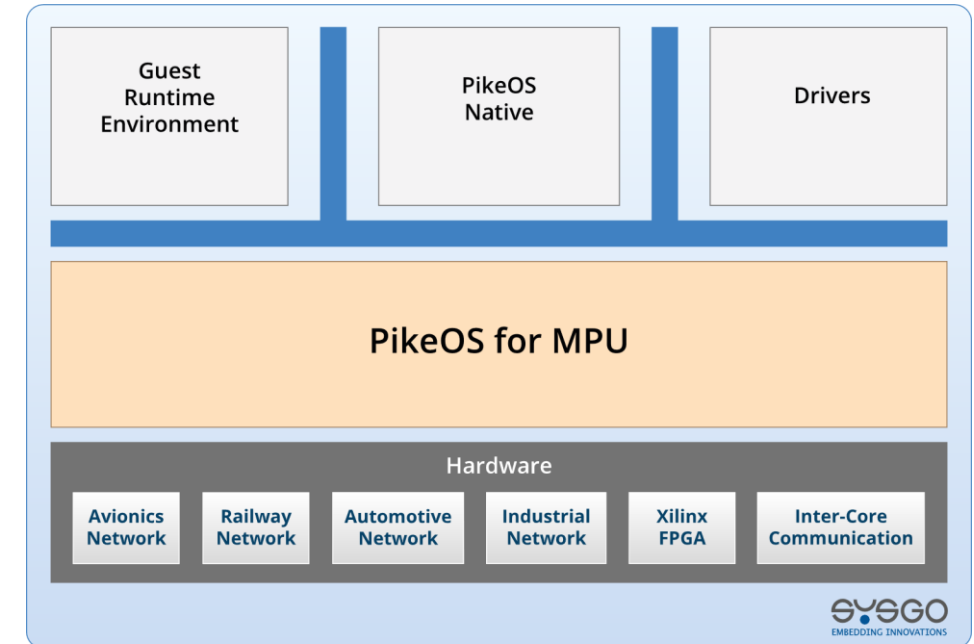 Guest
Runtime
Environment
PikeOS
Native
Drivers
PikeOS for MPU
Hardware
Avionics
Network
Railway
Network
Automotive
Network
Industrial
Network
Xilinx
FPGA
Inter-Core
Communication
SYSGO
EMBEDDING INNOVATIONS